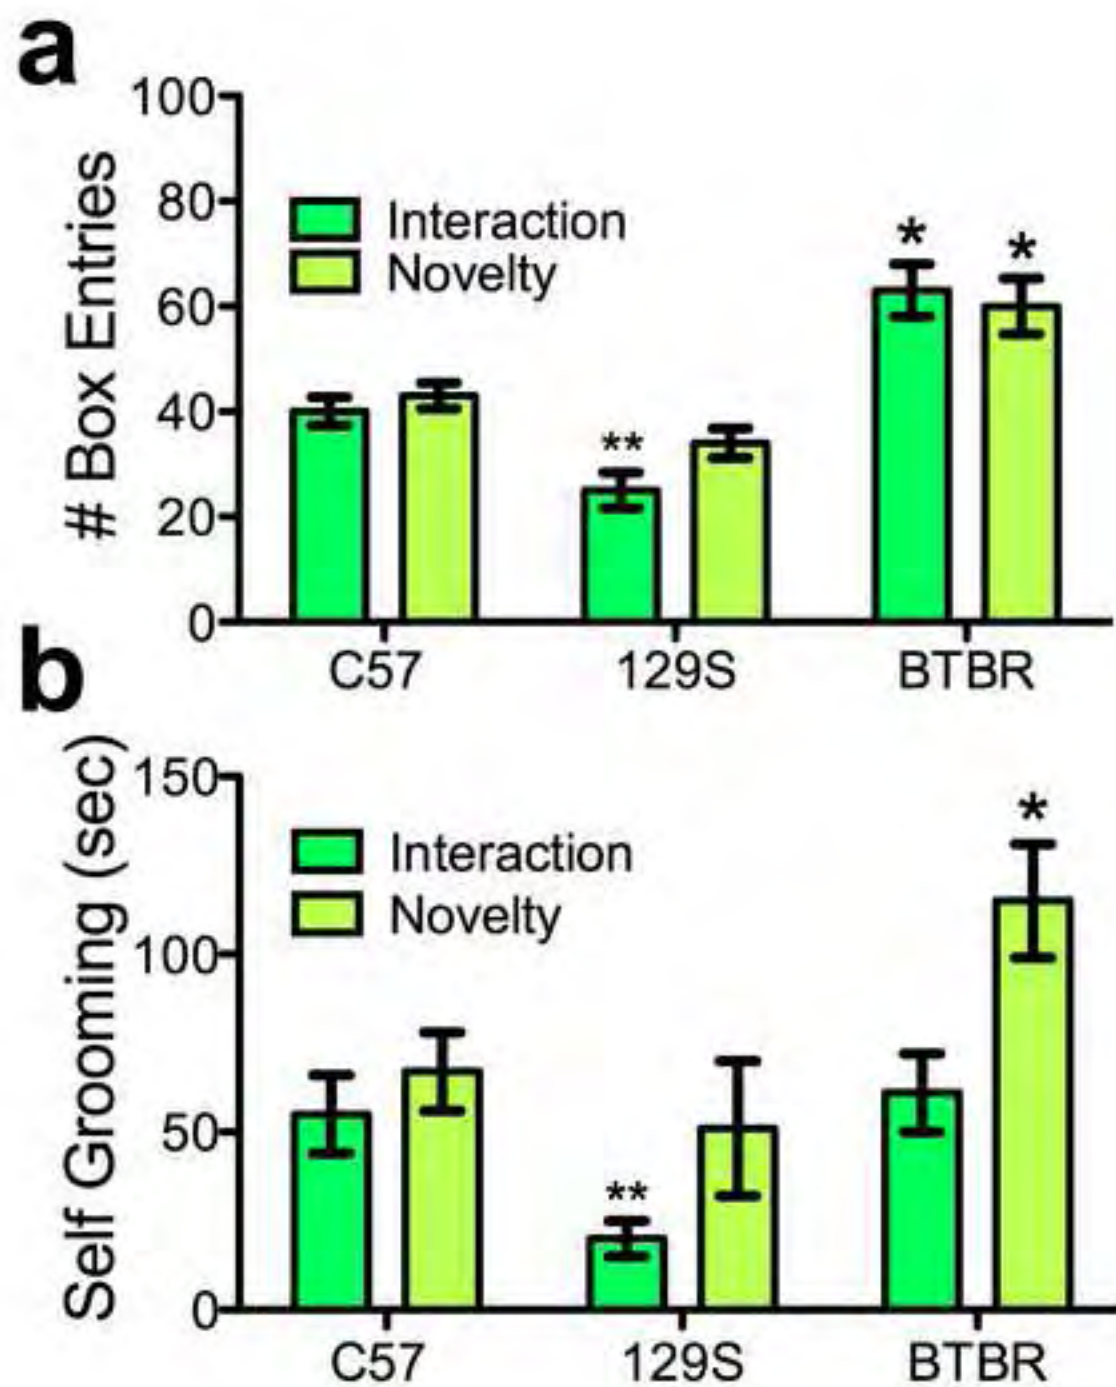 a
# Box Entries
100
80
60
40
20
0
Interaction
Novelty
**
*
*
C57 129S BTBR
b
Self Grooming (sec)
150
100
50
0
Interaction
Novelty
**
*
C57 129S BTBR